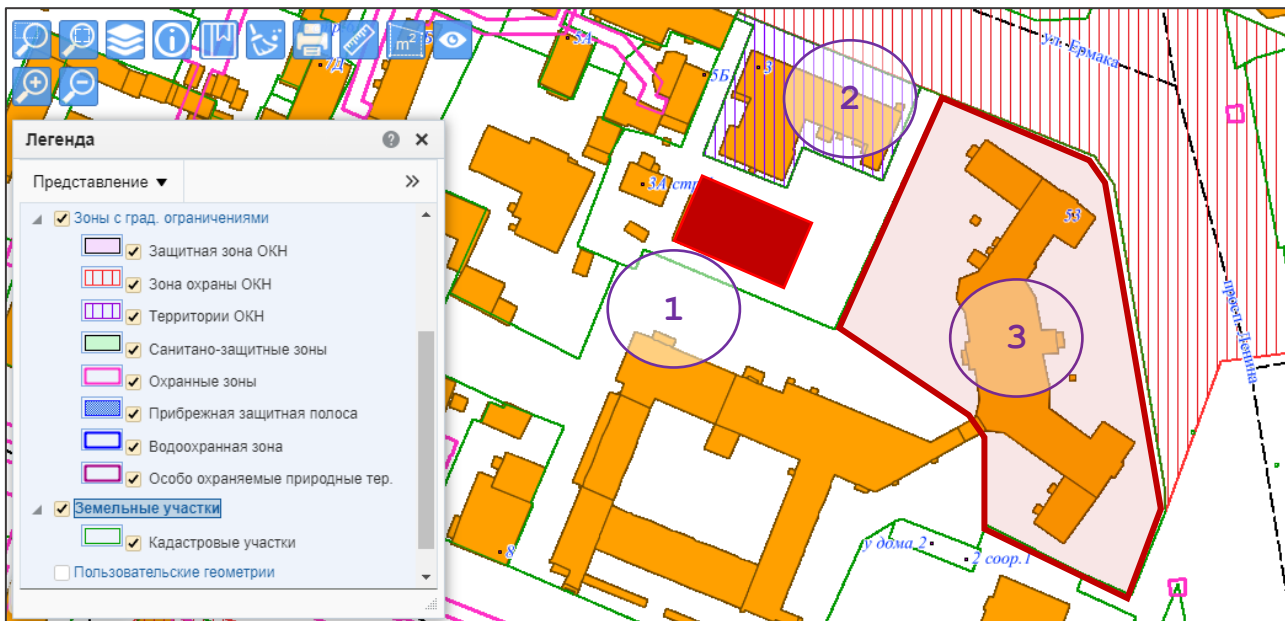 m²
5А
7Д
5Б
3
ул. Ермака
2
Легенда
Представление ▼
3А стр
Зоны с град. ограничениями
Защитная зона ОКН
53
Зона охраны ОКН
Территории ОКН
1
3
просп. Ленина
Санитано-защитные зоны
Охранные зоны
Прибрежная защитная полоса
Водоохранная зона
Особо охраняемые природные тер.
Земельные участки
Кадастровые участки
8
у дома 2
2 соор.1
Пользовательские геометрии